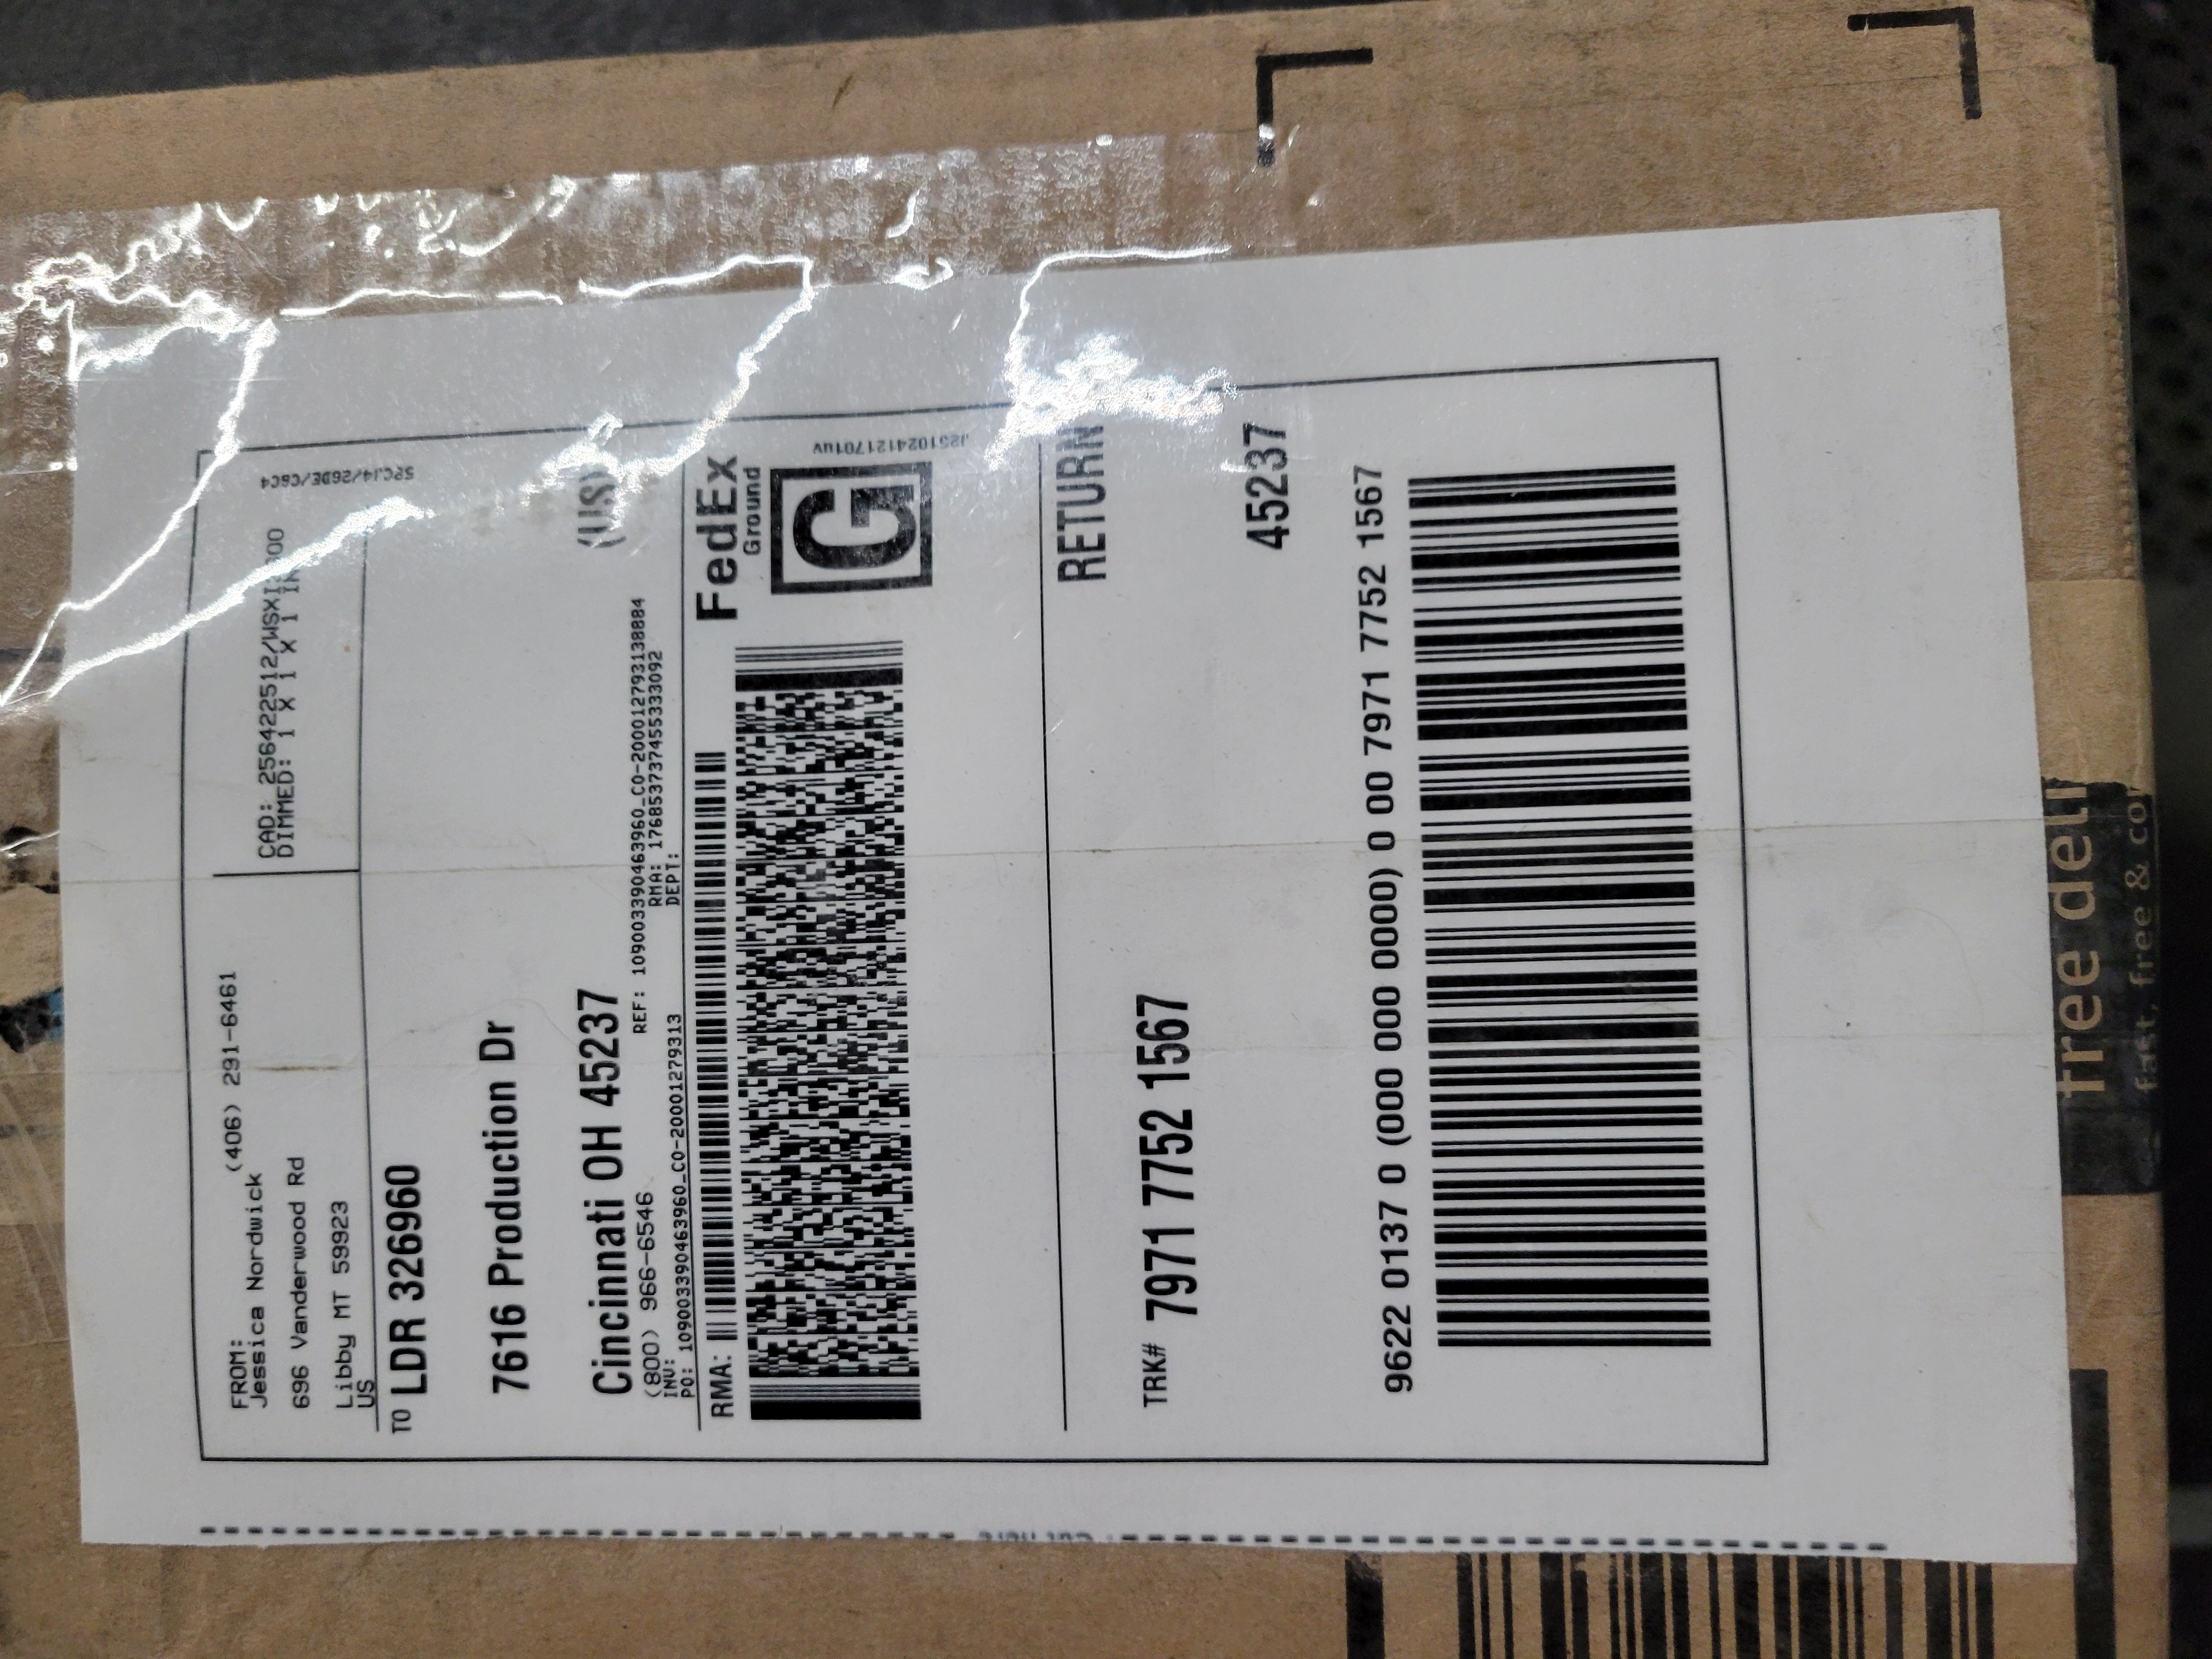 FROM:
(406) 291-6461
Jessica Nordwick
696 Vanderwood Rd
Libby MT 59923
US
CAD: 256422512/WSXI
DIMMED: 1 X 1 X 1 IN
TO LDR 326960
7616 Production Dr
Cincinnati OH 45237
(US)
(800) 966-6546
REF: 109003390463960_CO-20001279313884
INV:
RMA: 176853737455333092
PO: 109003390463960_CO-20001279313
DEPT:
RMA:
FedEx
Ground
G
J251024121701uv
RETURN
TRK# 7971 7752 1567
45237
9622 0137 0 (000 000 0000) 0 00 7971 7752 1567
free deli
fast, free &